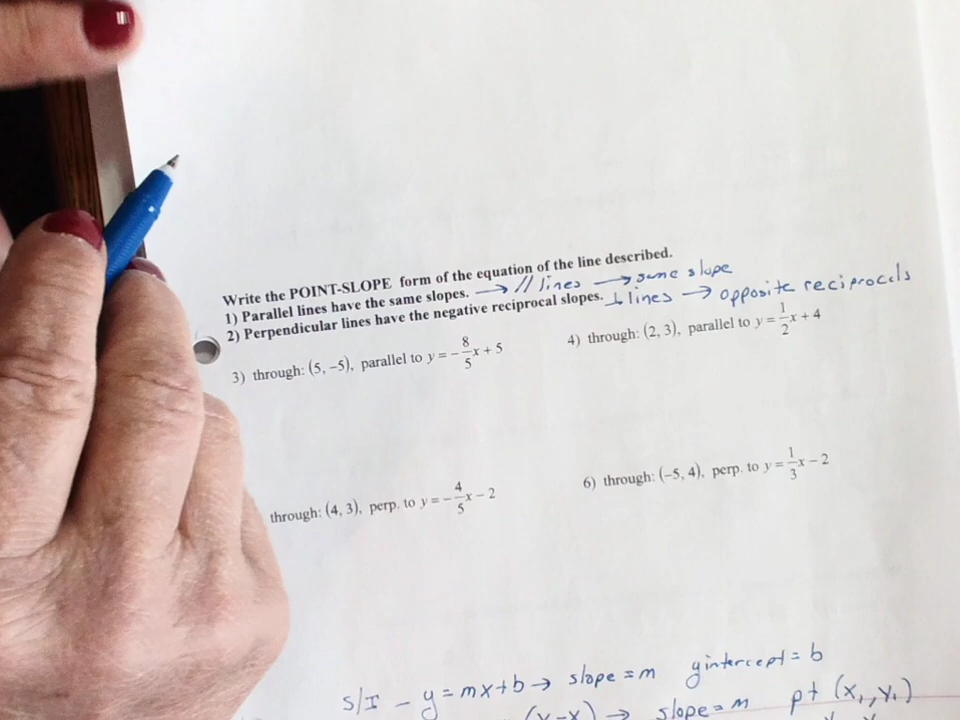 Write the POINT-SLOPE form of the equation of the line described.
1) Parallel lines have the same slopes. → // lines → same slope
2) Perpendicular lines have the negative reciprocal slopes. ⊥ lines → opposite reciprocals
3) through: (5, −5), parallel to y = −8/5x + 5
4) through: (2, 3), parallel to y = 1/2x + 4
through: (4, 3), perp. to y = −4/5x − 2
6) through: (−5, 4), perp. to y = 1/3x − 2
s/I - y = mx+b → slope = m yintercept = b
(x-x) → slope = m pt (x₁, y₁)